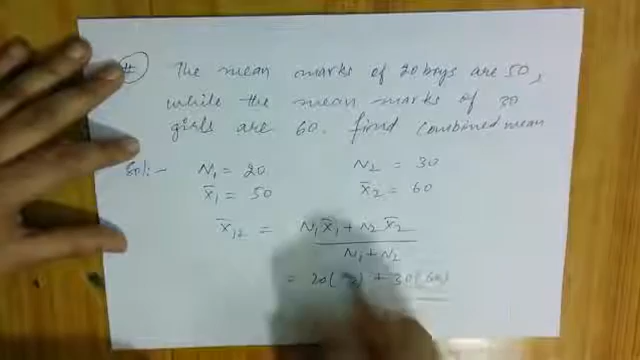 # The mean marks of 20 boys are 50,
while the mean marks of 30
girls are 60. find combined mean
Sol:- N₁ = 20 N₂ = 30
X̄₁ = 50 X̄₂ = 60
X̄₁₂ = N₁X̄₁ + N₂X̄₂
N₁ + N₂
= 20( ) + 30(60)